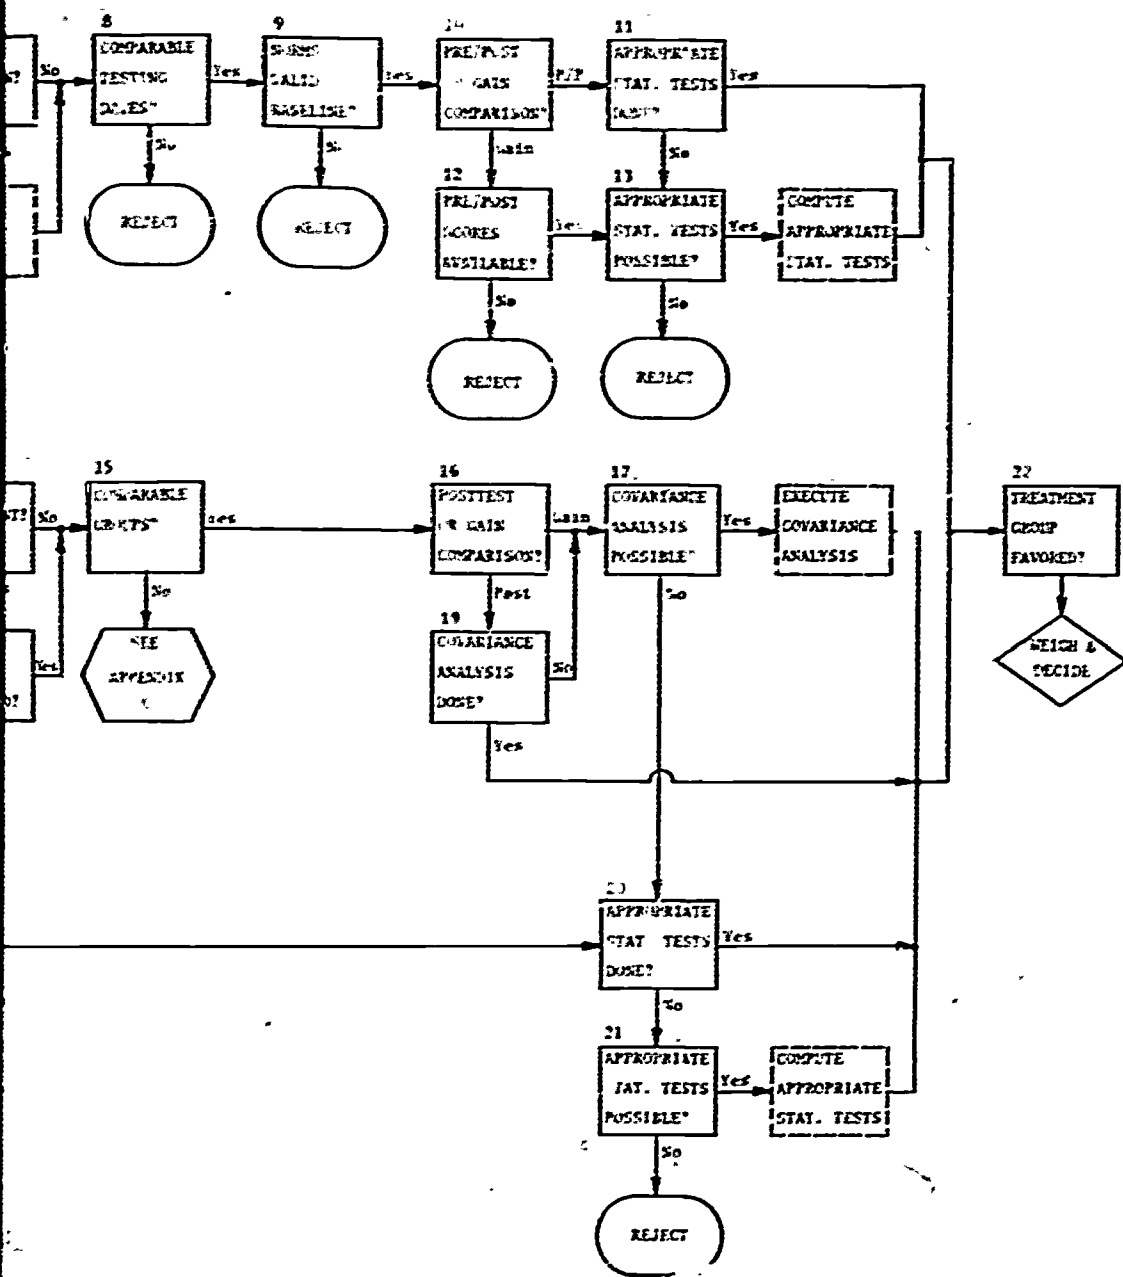 8
COMPARABLE
TESTING
DATES?
No
Yes
No
REJECT
9
NORMS
VALID
BASELINE?
Yes
REJECT
PRE/POST
GAIN
COMPARISON?
P/P
Gain
11
APPROPRIATE
STAT. TESTS
DONE?
Yes
No
12
PRE/POST
SCORES
AVAILABLE?
Yes
No
REJECT
13
APPROPRIATE
STAT. TESTS
POSSIBLE?
Yes
No
REJECT
COMPUTE
APPROPRIATE
STAT. TESTS
No
Yes
15
COMPARABLE
GROUPS?
Yes
No
SEE
APPENDIX
16
POSTTEST
OR GAIN
COMPARISON?
Gain
Post
17
COVARIANCE
ANALYSIS
POSSIBLE?
Yes
No
EXECUTE
COVARIANCE
ANALYSIS
19
COVARIANCE
ANALYSIS
DONE?
No
Yes
22
TREATMENT
GROUP
FAVORED?
WEIGH &
DECIDE
20
APPROPRIATE
STAT. TESTS
DONE?
Yes
No
21
APPROPRIATE
TAT. TESTS
POSSIBLE?
Yes
No
REJECT
COMPUTE
APPROPRIATE
STAT. TESTS